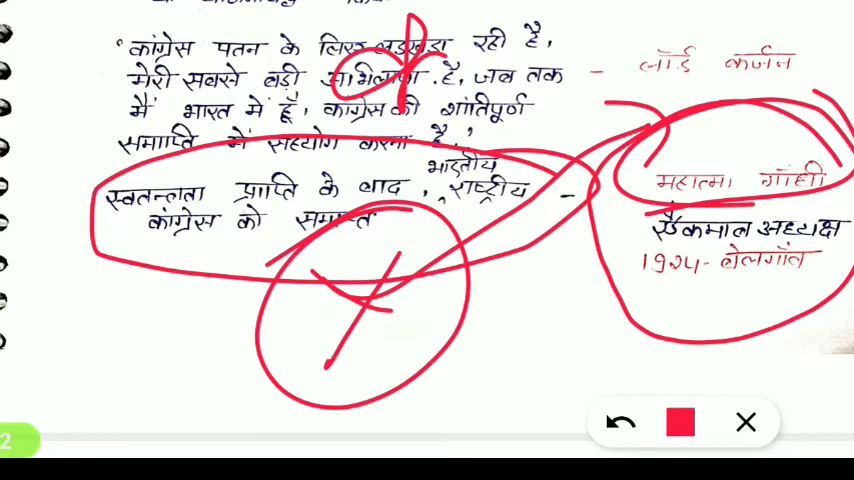 कांग्रेस पतन के लिए लड़खड़ा रही है,
मेरी सबसे बड़ी अभिलाषा है, जब तक - लॉर्ड कर्जन
मैं भारत में हूँ, कांग्रेस की शांतिपूर्ण
समाप्ति में सहयोग करना है,
स्वतन्त्रता प्राप्ति के बाद, भारतीय राष्ट्रीय - महात्मा गाँधी
कांग्रेस को समाप्त
एकमात्र अध्यक्ष
1924 - बेलगाँव
2